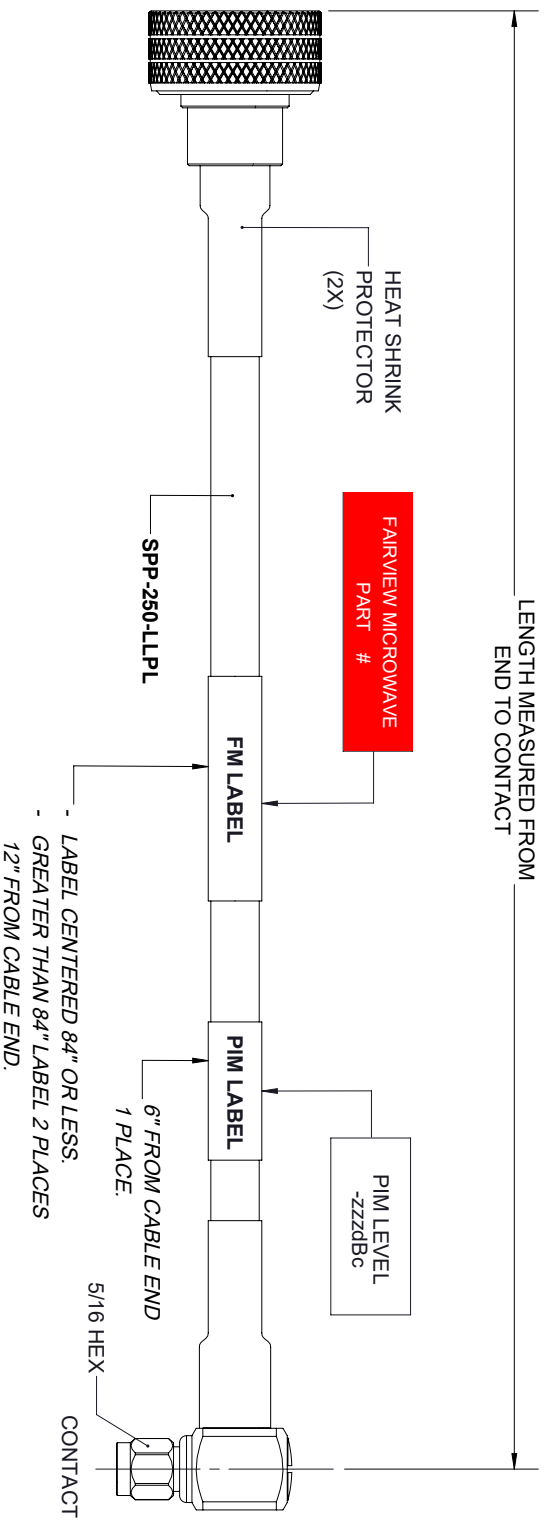 LENGTH MEASURED FROM
END TO CONTACT
HEAT SHRINK
PROTECTOR
(2X)
FAIRVIEW MICROWAVE
PART #
PIM LEVEL
-zzzdBc
FM LABEL
PIM LABEL
SPP-250-LLPL
- LABEL CENTERED 84" OR LESS.
- GREATER THAN 84" LABEL 2 PLACES
12" FROM CABLE END.
6" FROM CABLE END
1 PLACE.
5/16 HEX
CONTACT